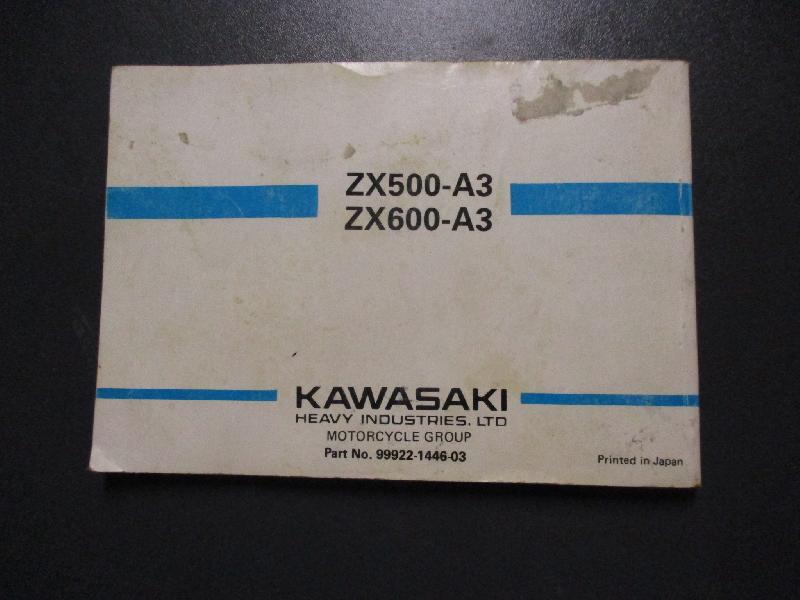 ZX500-A3
ZX600-A3
KAWASAKI
HEAVY INDUSTRIES, LTD
MOTORCYCLE GROUP
Part No. 99922-1446-03
Printed in Japan